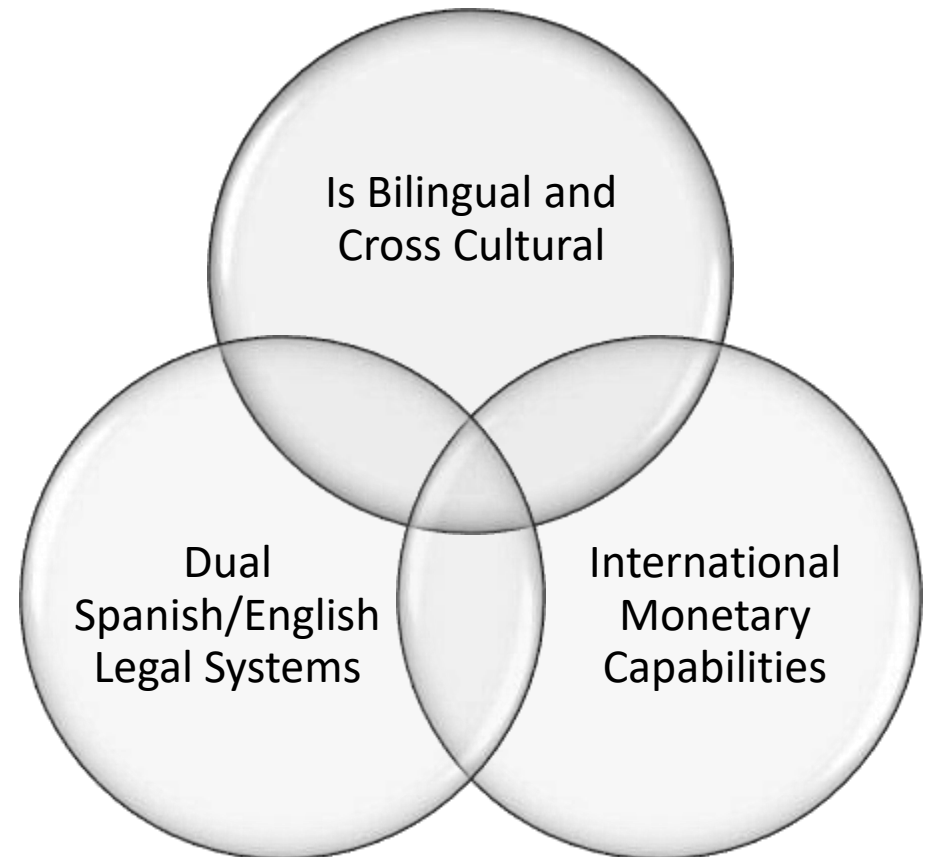 Is Bilingual and
Cross Cultural
Dual
Spanish/English
Legal Systems
International
Monetary
Capabilities